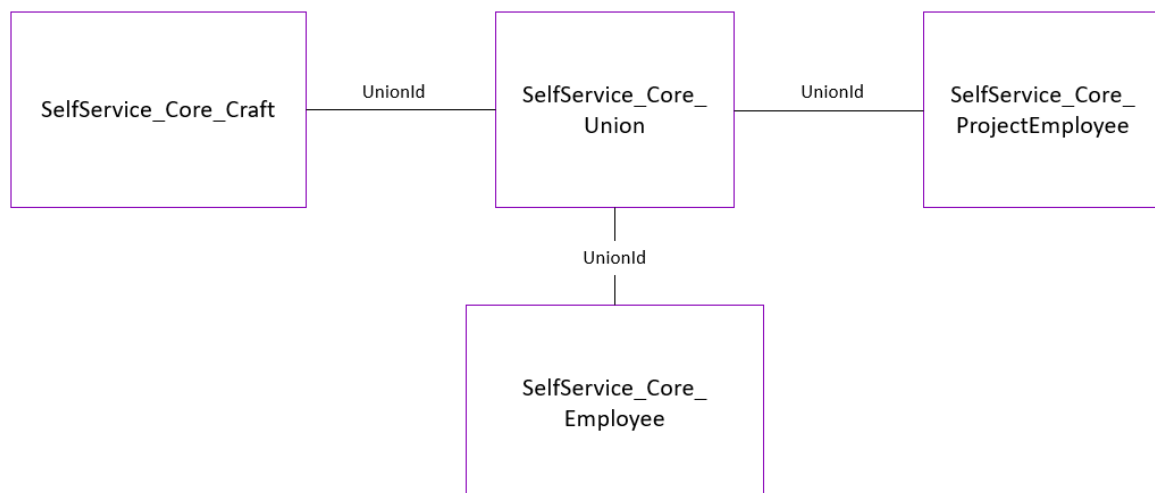 SelfService_Core_Craft
UnionId
SelfService_Core_
Union
UnionId
SelfService_Core_
ProjectEmployee
UnionId
SelfService_Core_
Employee